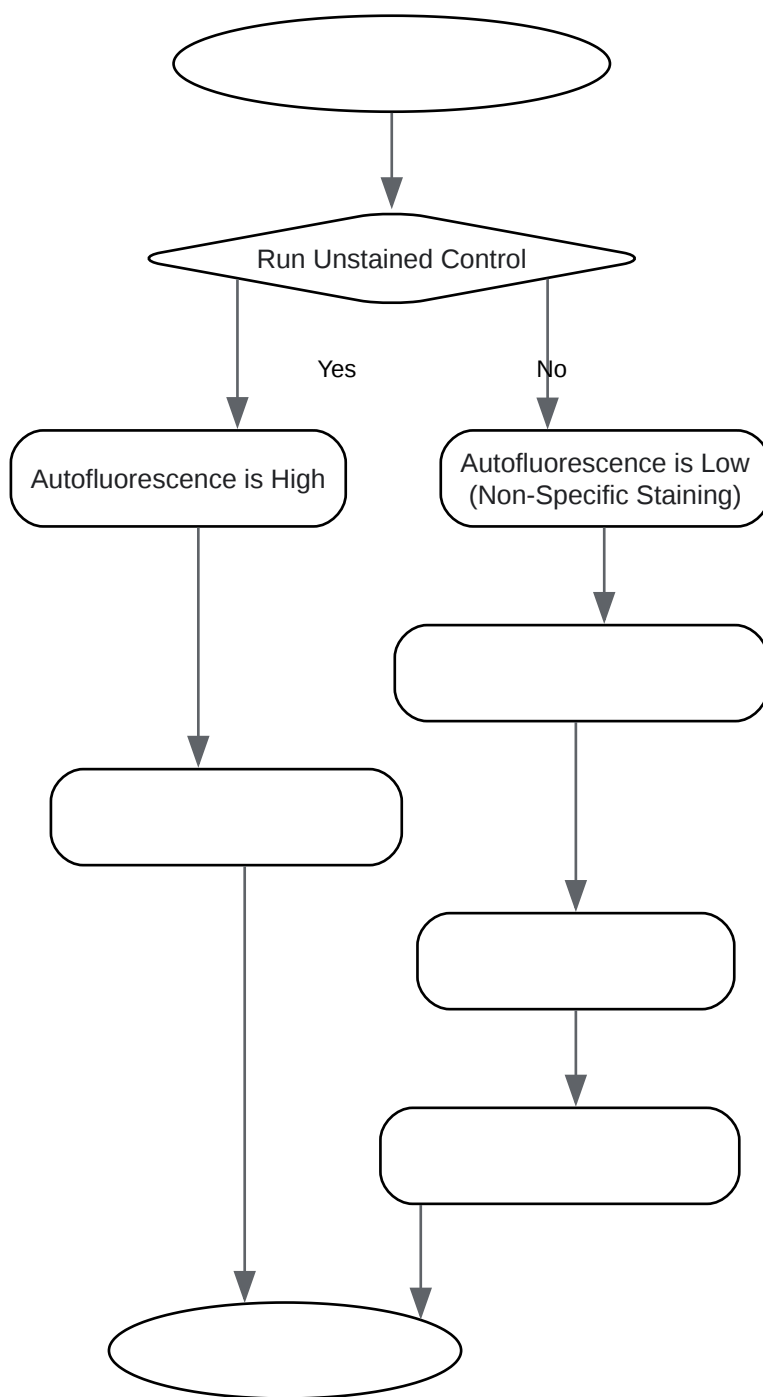 Run Unstained Control
Yes
No
Autofluorescence is High
Autofluorescence is Low
(Non-Specific Staining)